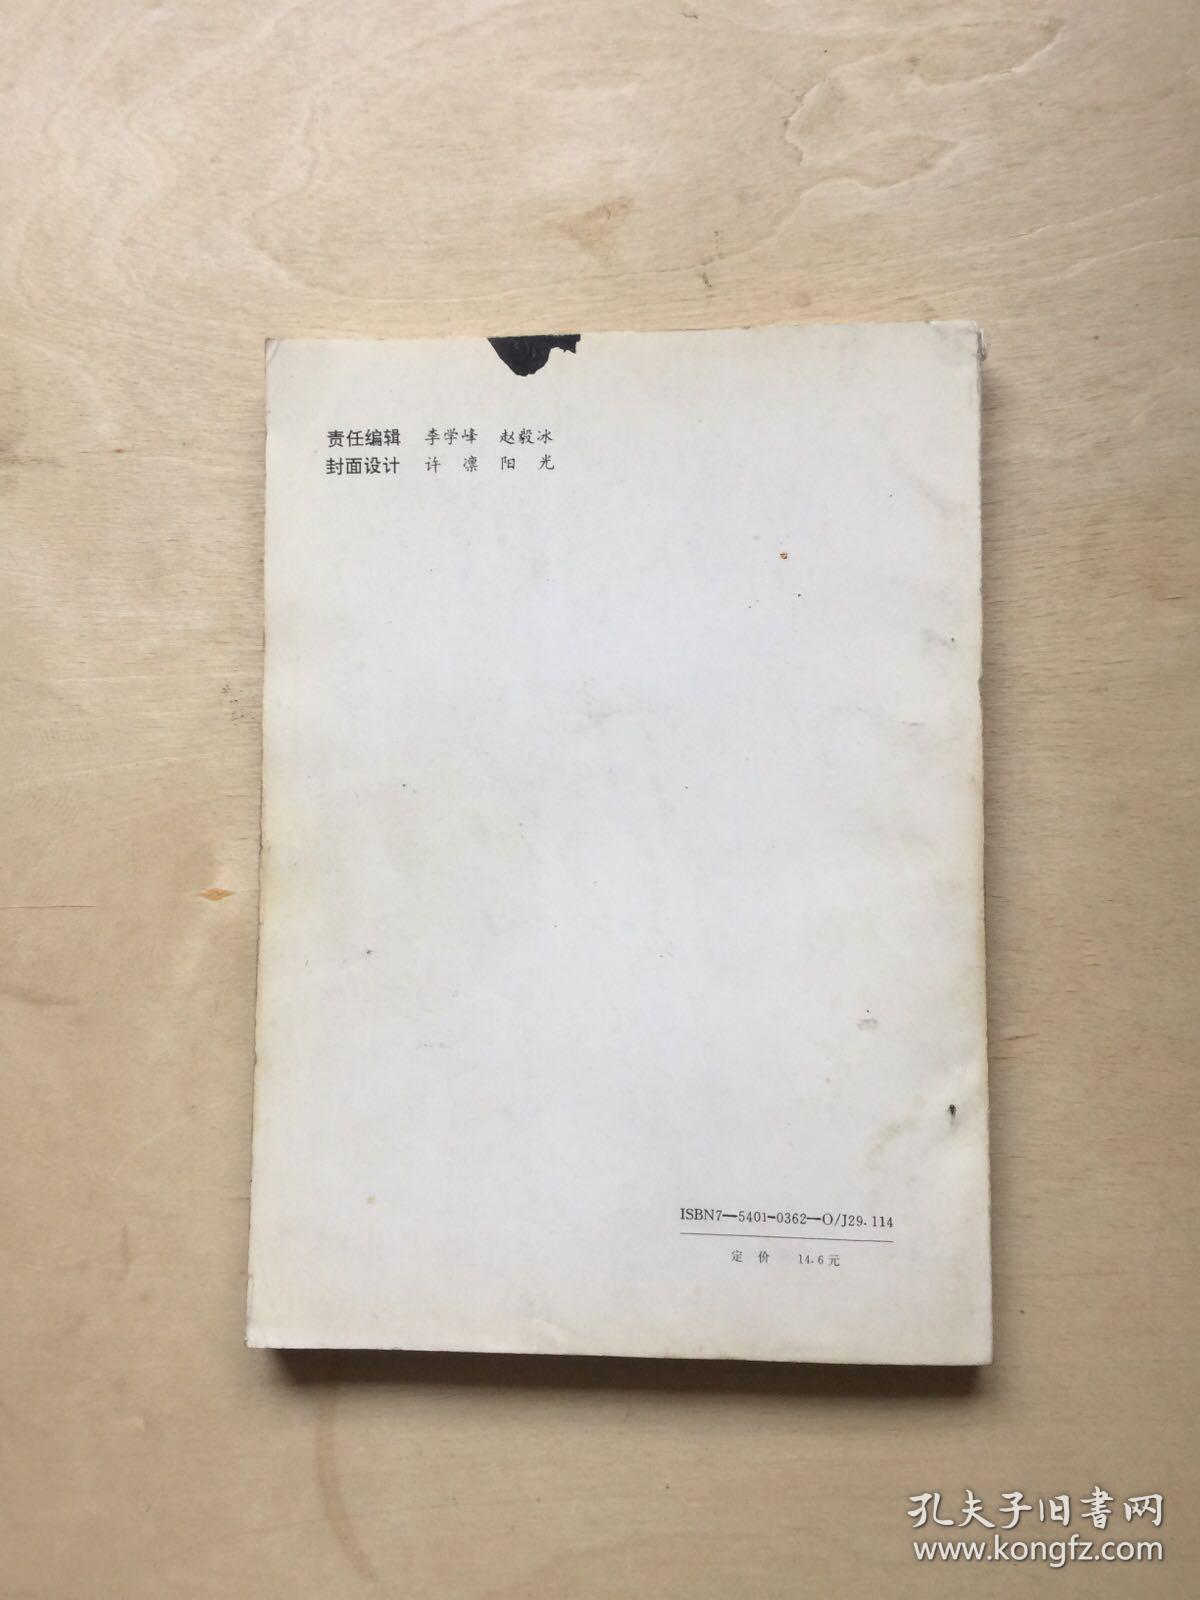 责任编辑 李学峰 赵毅冰
封面设计 许 凛 阳 光
ISBN7—5401-0362—O/J29.114
定 价 14.6元
孔夫子旧书网
www.kongfz.com